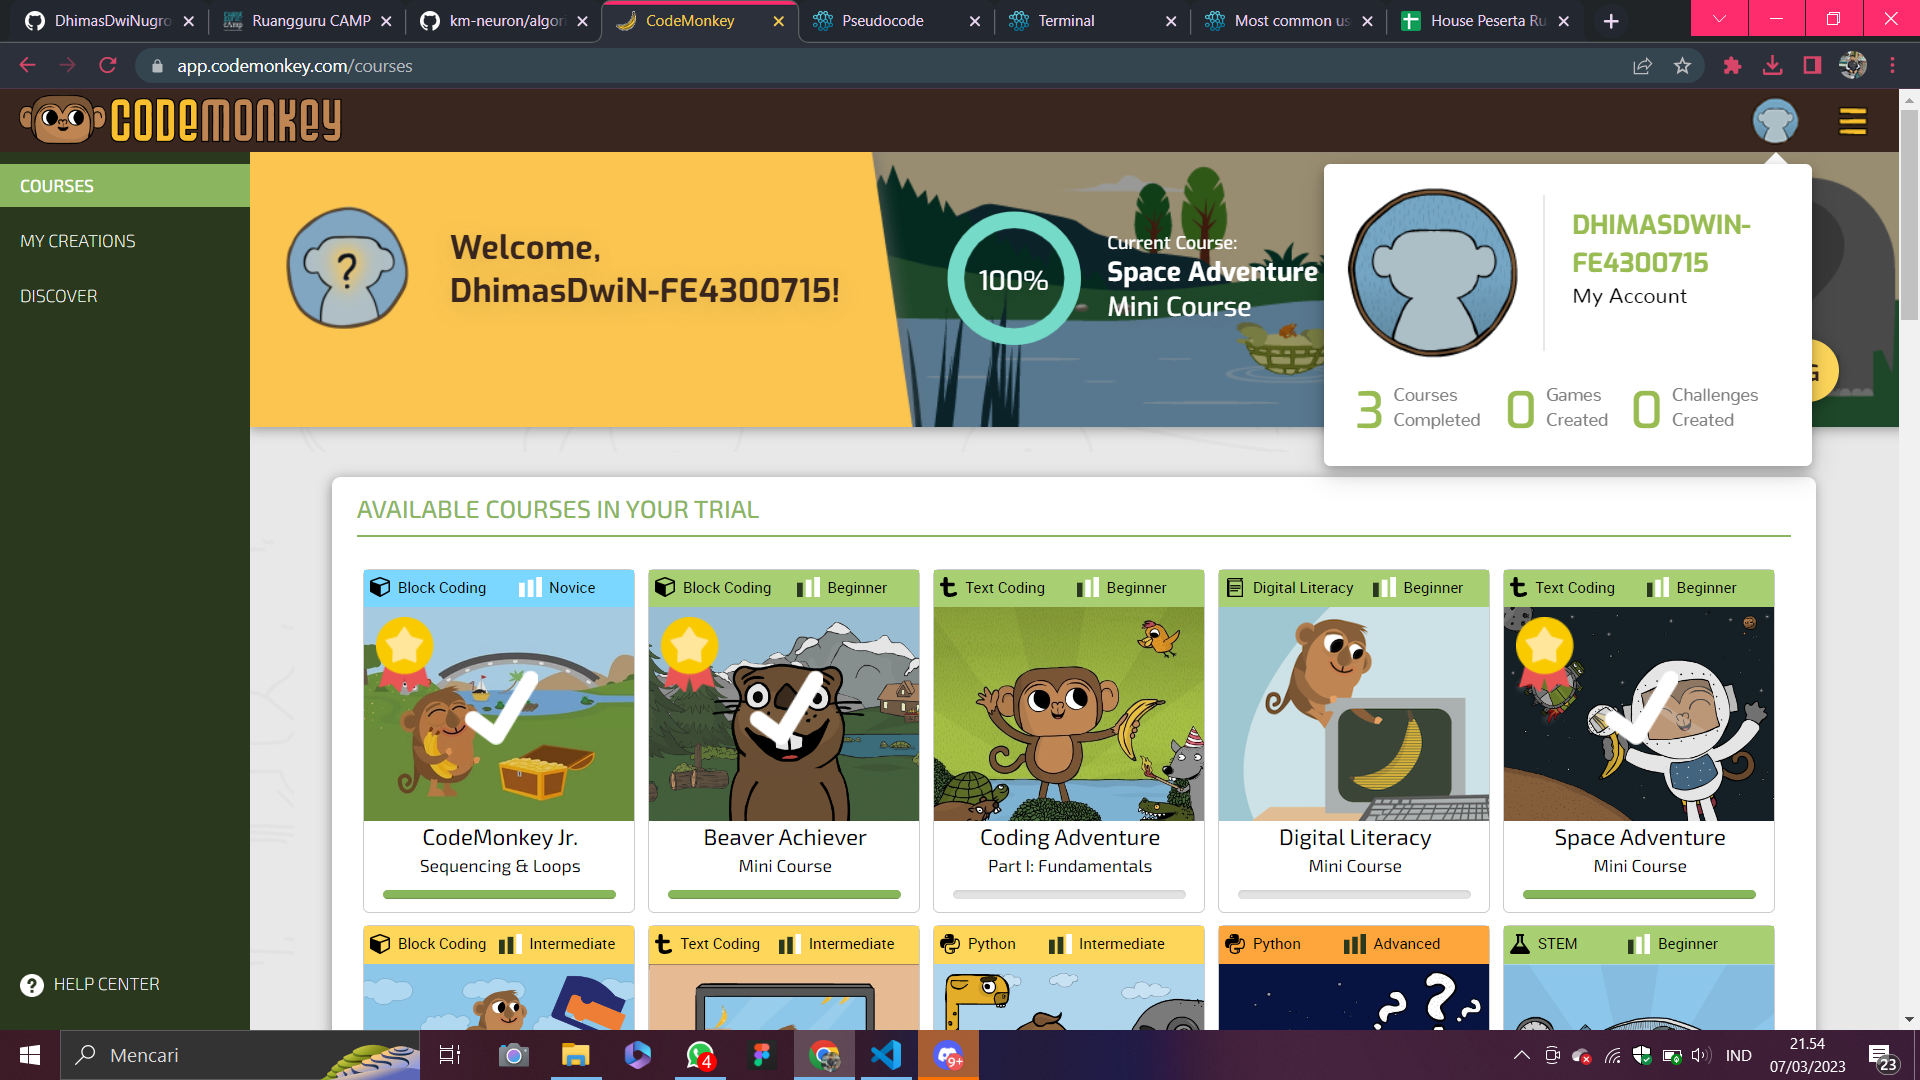 DhimasDwiNugro
Ruangguru CAMP
km-neuron/algori
CodeMonkey
Pseudocode
Terminal
Most common us
House Peserta Ru
app.codemonkey.com/courses
CODEMONKEY
COURSES
MY CREATIONS
DISCOVER
HELP CENTER
?
Welcome,
DhimasDwiN-FE4300715!
100%
Current Course:
Space Adventure
Mini Course
DHIMASDWIN-
FE4300715
My Account
3 Courses Completed
0 Games Created
0 Challenges Created
AVAILABLE COURSES IN YOUR TRIAL
Block Coding Novice
CodeMonkey Jr.
Sequencing & Loops
Block Coding Beginner
Beaver Achiever
Mini Course
Text Coding Beginner
Coding Adventure
Part I: Fundamentals
Digital Literacy Beginner
Digital Literacy
Mini Course
Text Coding Beginner
Space Adventure
Mini Course
Block Coding Intermediate
Text Coding Intermediate
Python Intermediate
Python Advanced
? ? ?
STEM Beginner
Mencari
4
9+
IND
21.54
07/03/2023
23